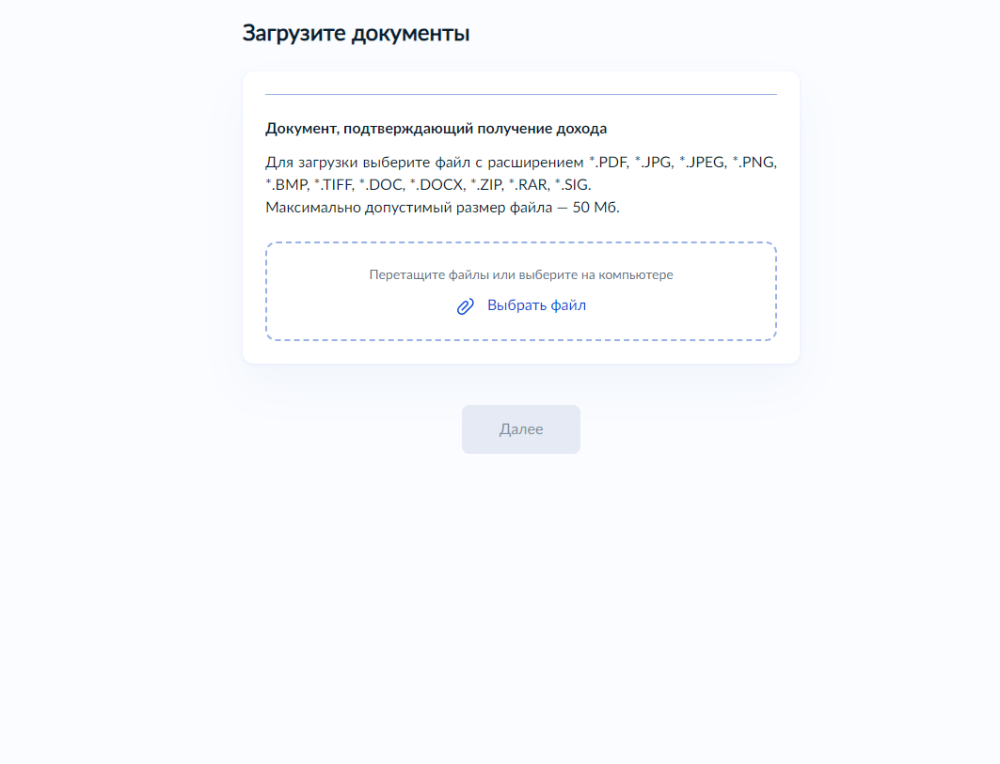 Загрузите документы
Документ, подтверждающий получение дохода
Для загрузки выберите файл с расширением *.PDF, *.JPG, *.JPEG, *.PNG,
*.BMP, *.TIFF, *.DOC, *.DOCX, *.ZIP, *.RAR, *.SIG.
Максимально допустимый размер файла — 50 Мб.
Перетащите файлы или выберите на компьютере
Выбрать файл
Далее